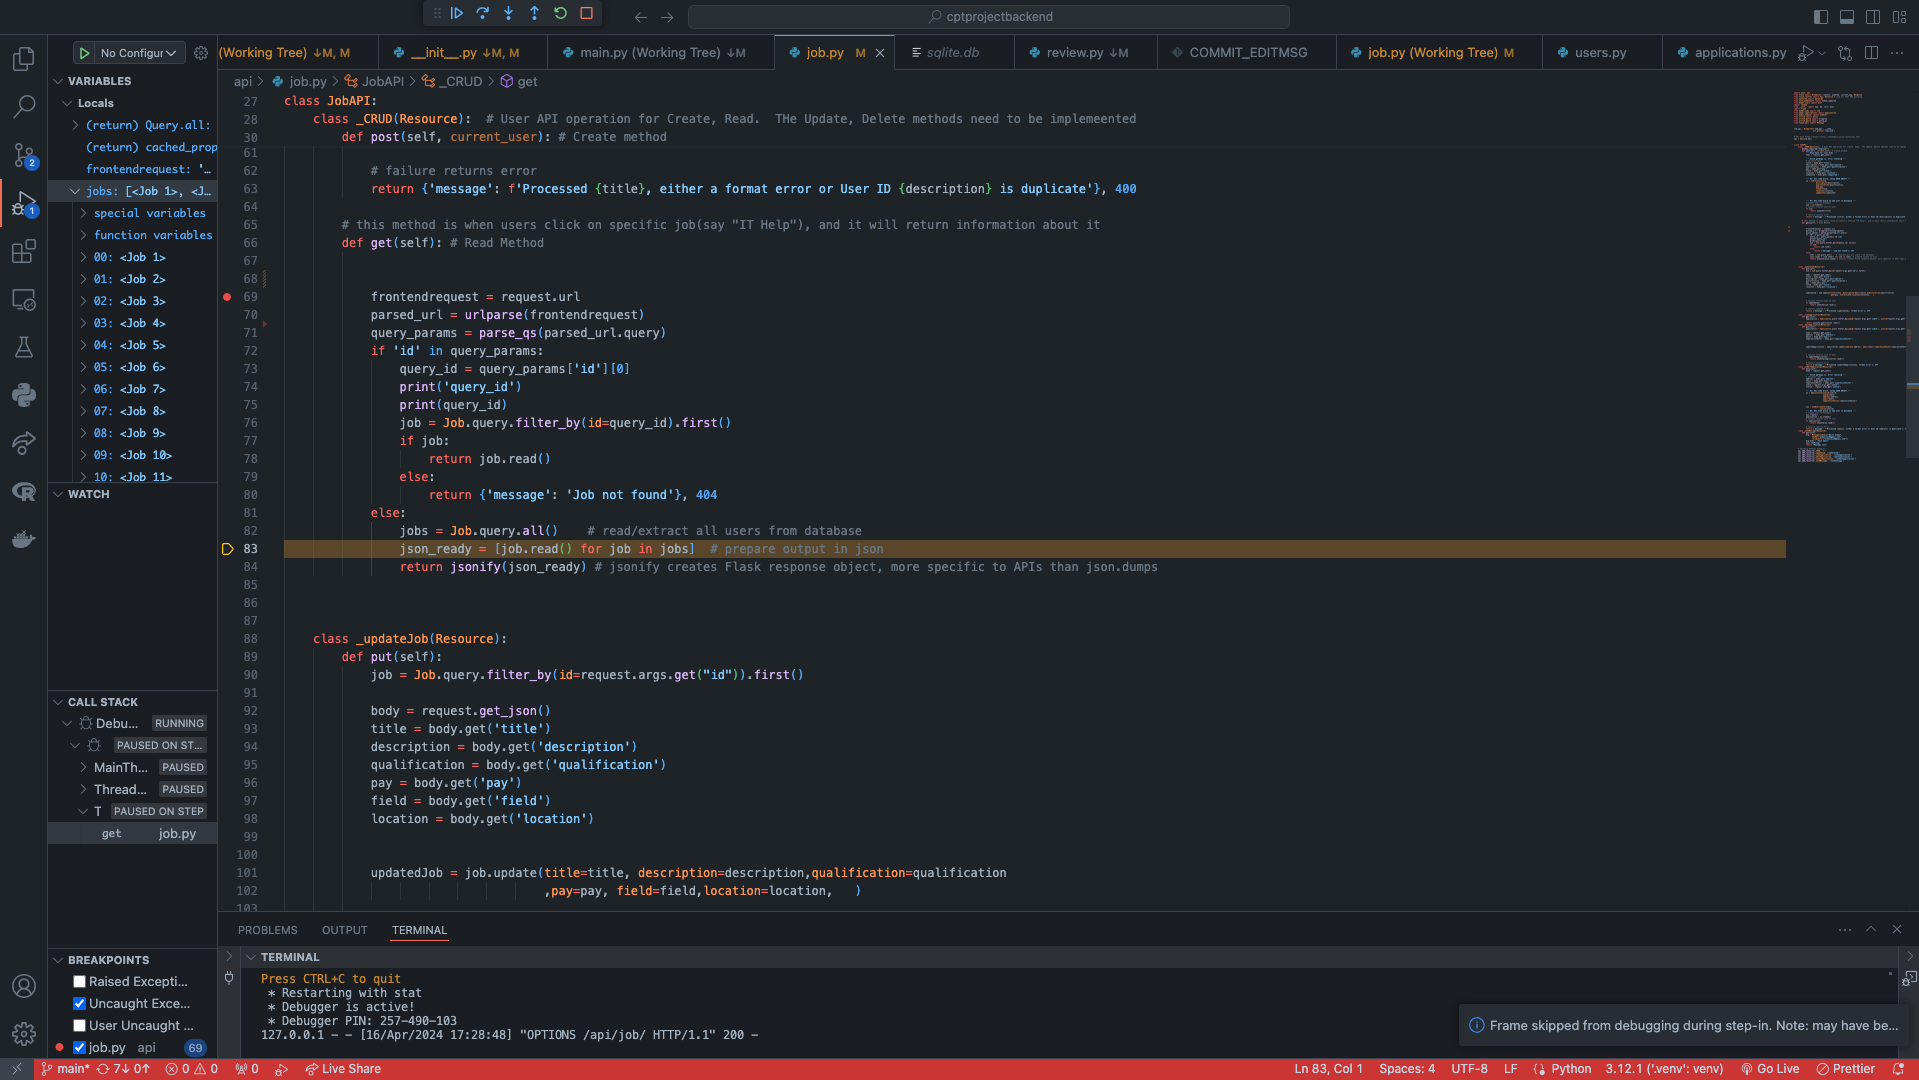 cptprojectbackend
No Configur
(Working Tree) ↓M, M
__init__.py ↓M, M
main.py (Working Tree) ↓M
job.py M
sqlite.db
review.py ↓M
COMMIT_EDITMSG
job.py (Working Tree) M
users.py
applications.py
api > job.py > JobAPI > _CRUD > get
VARIABLES
Locals
(return) Query.all:
(return) cached_prop
frontendrequest: '…
jobs: [<Job 1>, <J…
special variables
function variables
00: <Job 1>
01: <Job 2>
02: <Job 3>
03: <Job 4>
04: <Job 5>
05: <Job 6>
06: <Job 7>
07: <Job 8>
08: <Job 9>
09: <Job 10>
10: <Job 11>
WATCH
CALL STACK
Debu... RUNNING
PAUSED ON ST...
MainTh... PAUSED
Thread... PAUSED
T PAUSED ON STEP
get job.py
BREAKPOINTS
Raised Excepti...
Uncaught Exce...
User Uncaught ...
job.py api 69
2
1
27 class JobAPI:
28 class _CRUD(Resource): # User API operation for Create, Read. THe Update, Delete methods need to be implemeented
30 def post(self, current_user): # Create method
61
62 # failure returns error
63 return {'message': f'Processed {title}, either a format error or User ID {description} is duplicate'}, 400
64
65 # this method is when users click on specific job(say "IT Help"), and it will return information about it
66 def get(self): # Read Method
67
68
69 frontendrequest = request.url
70 parsed_url = urlparse(frontendrequest)
71 query_params = parse_qs(parsed_url.query)
72 if 'id' in query_params:
73 query_id = query_params['id'][0]
74 print('query_id')
75 print(query_id)
76 job = Job.query.filter_by(id=query_id).first()
77 if job:
78 return job.read()
79 else:
80 return {'message': 'Job not found'}, 404
81 else:
82 jobs = Job.query.all() # read/extract all users from database
83 json_ready = [job.read() for job in jobs] # prepare output in json
84 return jsonify(json_ready) # jsonify creates Flask response object, more specific to APIs than json.dumps
85
86
87
88 class _updateJob(Resource):
89 def put(self):
90 job = Job.query.filter_by(id=request.args.get("id")).first()
91
92 body = request.get_json()
93 title = body.get('title')
94 description = body.get('description')
95 qualification = body.get('qualification')
96 pay = body.get('pay')
97 field = body.get('field')
98 location = body.get('location')
99
100
101 updatedJob = job.update(title=title, description=description,qualification=qualification
102 ,pay=pay, field=field,location=location, )
103
PROBLEMS OUTPUT TERMINAL
TERMINAL
Press CTRL+C to quit
* Restarting with stat
* Debugger is active!
* Debugger PIN: 257-490-103
127.0.0.1 - - [16/Apr/2024 17:28:48] "OPTIONS /api/job/ HTTP/1.1" 200 -
Frame skipped from debugging during step-in. Note: may have be...
main* 7↓ 0↑ 0 0 0 Live Share
Ln 83, Col 1 Spaces: 4 UTF-8 LF Python 3.12.1 ('.venv': venv) Go Live Prettier